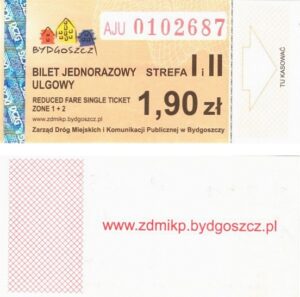 AJU 0102687
BYDGOSZCZ
BILET JEDNORAZOWY STREFA I i II
ULGOWY
REDUCED FARE SINGLE TICKET
ZONE 1 + 2
1,90 zł
www.zdmikp.bydgoszcz.pl
Zarząd Dróg Miejskich i Komunikacji Publicznej w Bydgoszczy
TU KASOWAĆ
www.zdmikp.bydgoszcz.pl